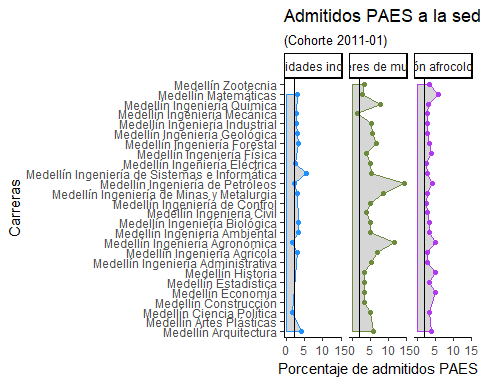 Admitidos PAES a la sed
(Cohorte 2011-01)
idades ind
eres de mu
ón afrocolo
Carreras
Medellín Zootecnia
Medellín Matemáticas
Medellín Ingeniería Química
Medellín Ingeniería Mecánica
Medellín Ingeniería Industrial
Medellín Ingeniería Geológica
Medellín Ingeniería Forestal
Medellín Ingeniería Física
Medellín Ingeniería Eléctrica
Medellín Ingeniería de Sistemas e Informática
Medellín Ingeniería de Petróleos
Medellín Ingeniería de Minas y Metalurgia
Medellín Ingeniería de Control
Medellín Ingeniería Civil
Medellín Ingeniería Biológica
Medellín Ingeniería Ambiental
Medellín Ingeniería Agronómica
Medellín Ingeniería Agrícola
Medellín Ingeniería Administrativa
Medellín Historia
Medellín Estadística
Medellín Economía
Medellín Construcción
Medellín Ciencia Política
Medellín Artes Plásticas
Medellín Arquitectura
0 5 10 15 0 5 10 15 0 5 10 15
Porcentaje de admitidos PAES